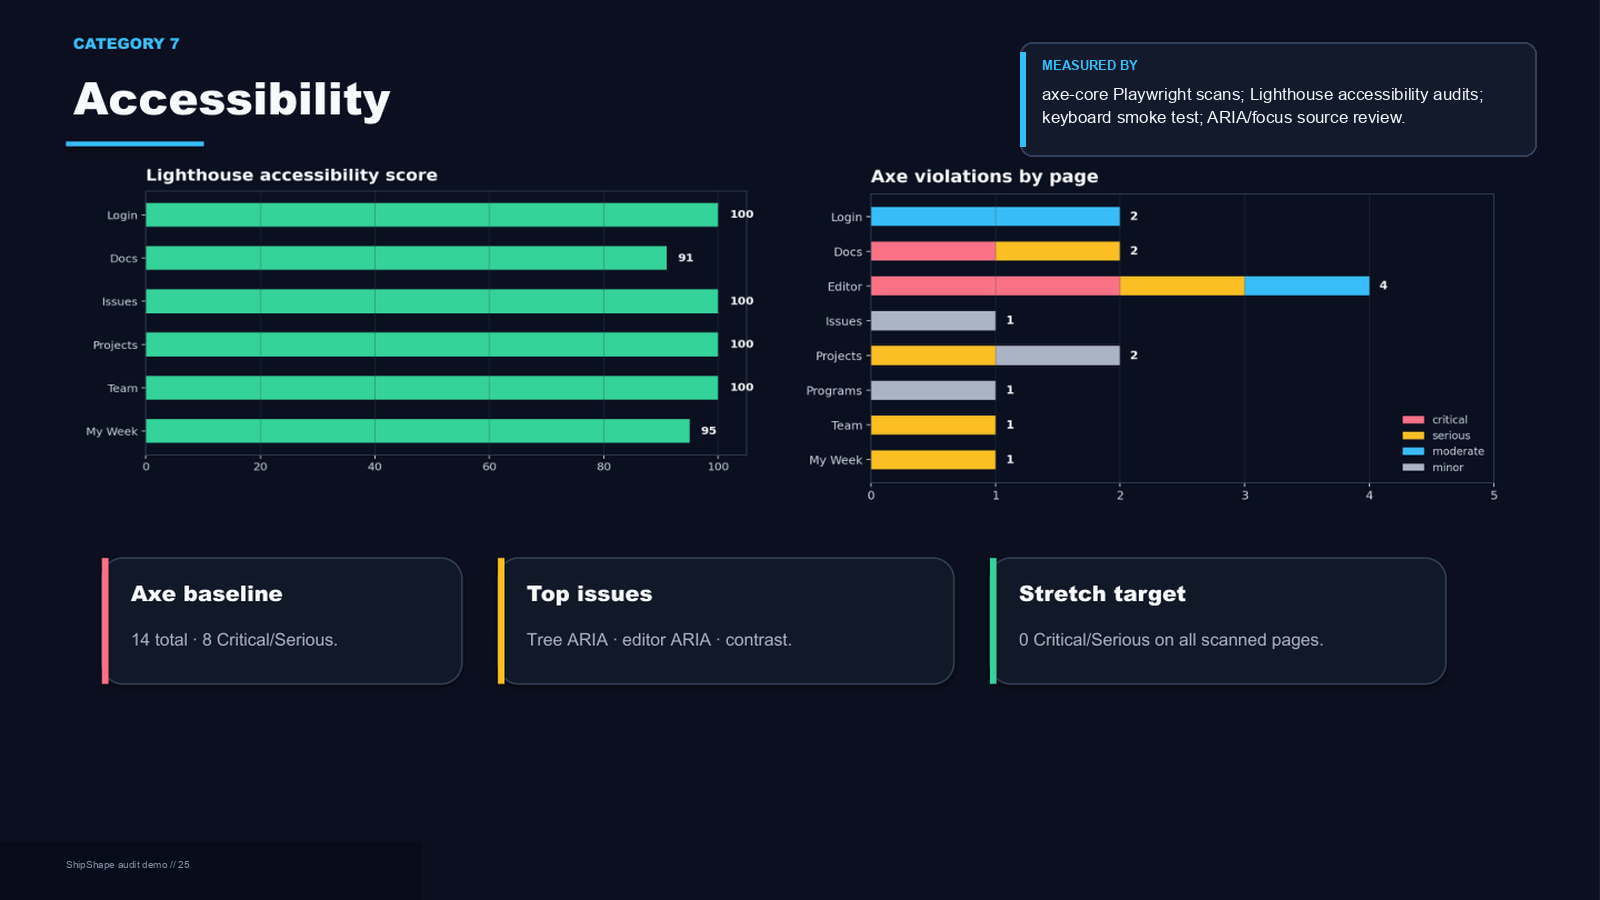 CATEGORY 7
Accessibility
MEASURED BY
axe-core Playwright scans; Lighthouse accessibility audits;
keyboard smoke test; ARIA/focus source review.
Lighthouse accessibility score
Login 100
Docs 91
Issues 100
Projects 100
Team 100
My Week 95
0 20 40 60 80 100
Axe violations by page
Login 2
Docs 2
Editor 4
Issues 1
Projects 2
Programs 1
Team 1
My Week 1
critical
serious
moderate
minor
0 1 2 3 4 5
Axe baseline
14 total · 8 Critical/Serious.
Top issues
Tree ARIA · editor ARIA · contrast.
Stretch target
0 Critical/Serious on all scanned pages.
ShipShape audit demo // 25